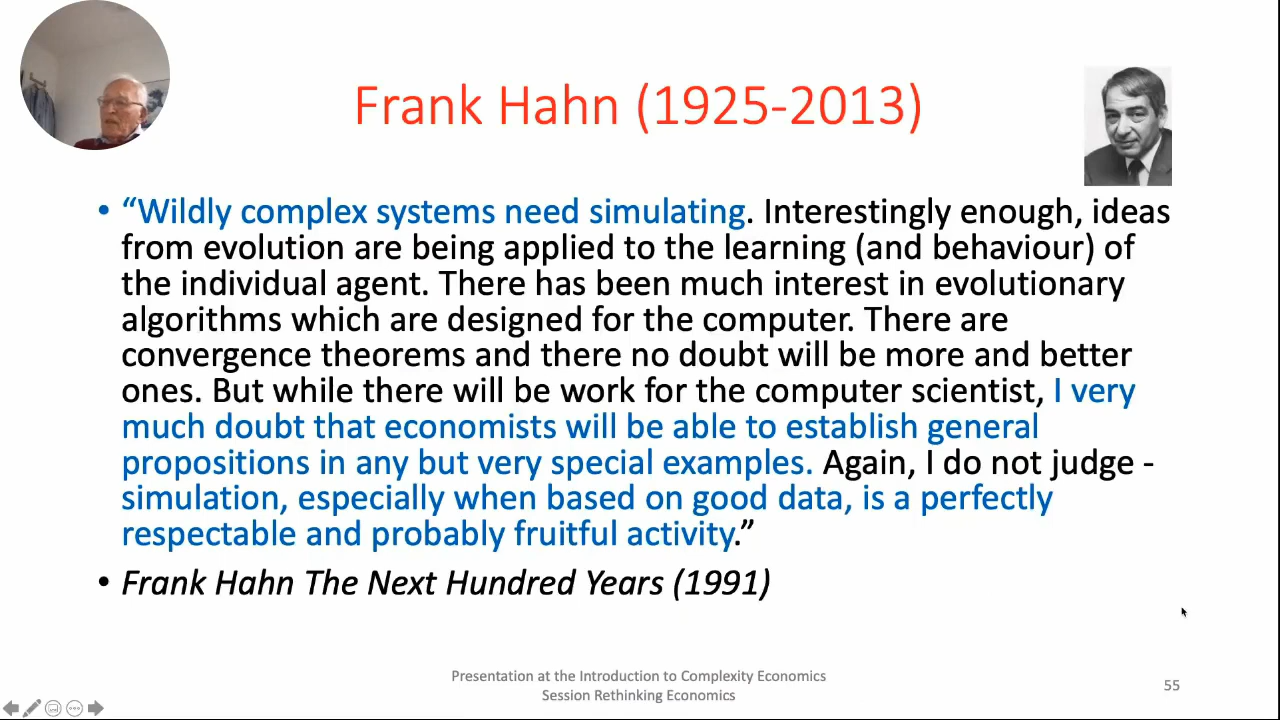 Frank Hahn (1925-2013)
• “Wildly complex systems need simulating. Interestingly enough, ideas
from evolution are being applied to the learning (and behaviour) of
the individual agent. There has been much interest in evolutionary
algorithms which are designed for the computer. There are
convergence theorems and there no doubt will be more and better
ones. But while there will be work for the computer scientist, I very
much doubt that economists will be able to establish general
propositions in any but very special examples. Again, I do not judge -
simulation, especially when based on good data, is a perfectly
respectable and probably fruitful activity.”
• Frank Hahn The Next Hundred Years (1991)
Presentation at the Introduction to Complexity Economics
Session Rethinking Economics
55